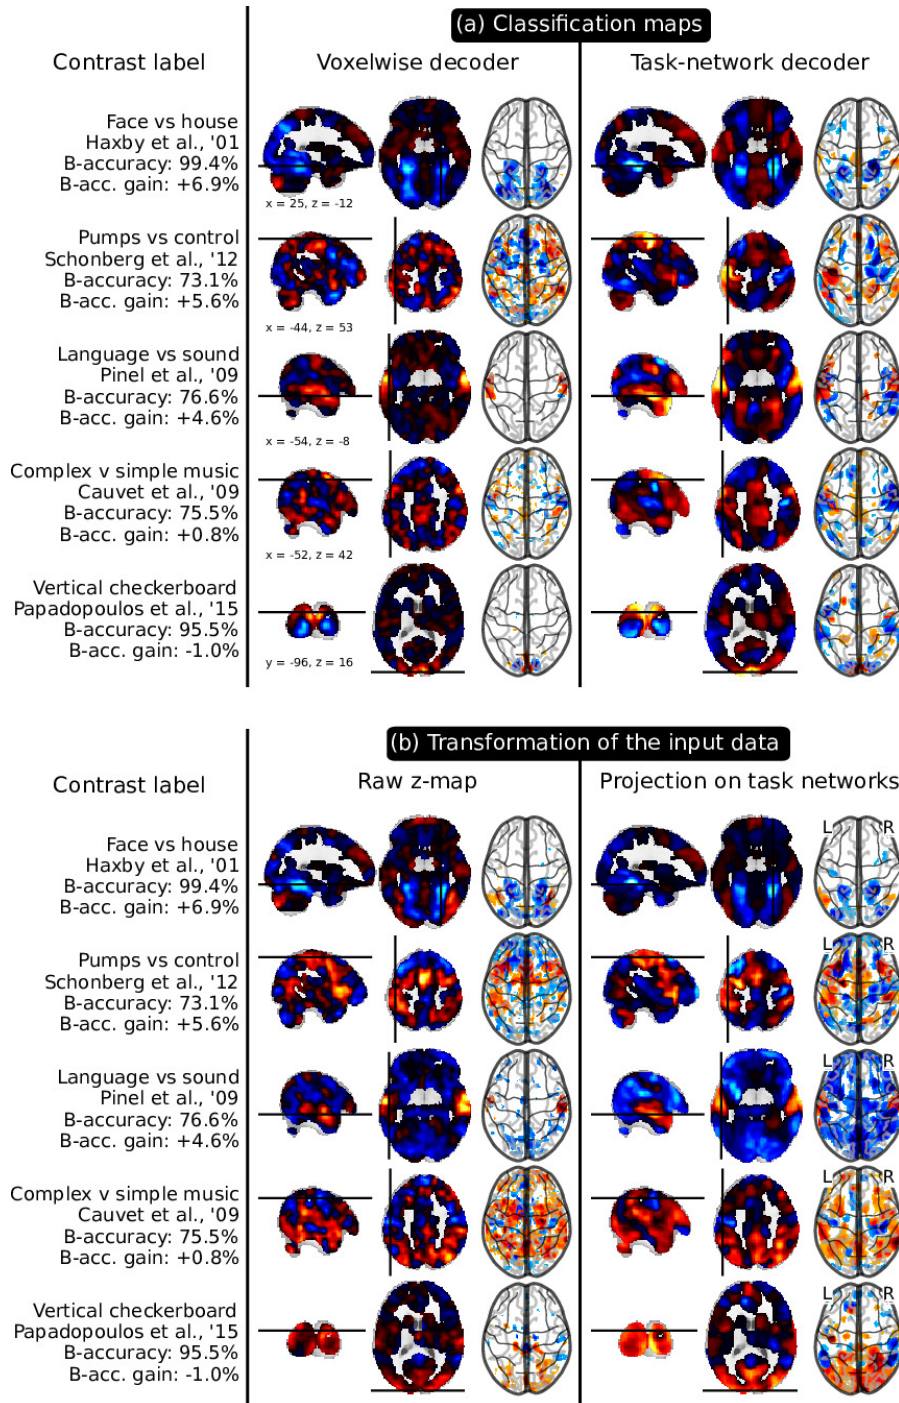 (a) Classification maps
Contrast label
Voxelwise decoder
Task-network decoder
Face vs house
Haxby et al., '01
B-accuracy: 99.4%
B-acc. gain: +6.9%
x = 25, z = -12
Pumps vs control
Schonberg et al., '12
B-accuracy: 73.1%
B-acc. gain: +5.6%
x = -44, z = 53
Language vs sound
Pinel et al., '09
B-accuracy: 76.6%
B-acc. gain: +4.6%
x = -54, z = -8
Complex v simple music
Cauvet et al., '09
B-accuracy: 75.5%
B-acc. gain: +0.8%
x = -52, z = 42
Vertical checkerboard
Papadopoulos et al., '15
B-accuracy: 95.5%
B-acc. gain: -1.0%
y = -96, z = 16
(b) Transformation of the input data
Contrast label
Raw z-map
Projection on task networks
Face vs house
Haxby et al., '01
B-accuracy: 99.4%
B-acc. gain: +6.9%
L R
Pumps vs control
Schonberg et al., '12
B-accuracy: 73.1%
B-acc. gain: +5.6%
L R
Language vs sound
Pinel et al., '09
B-accuracy: 76.6%
B-acc. gain: +4.6%
L R
Complex v simple music
Cauvet et al., '09
B-accuracy: 75.5%
B-acc. gain: +0.8%
L R
Vertical checkerboard
Papadopoulos et al., '15
B-accuracy: 95.5%
B-acc. gain: -1.0%
L R